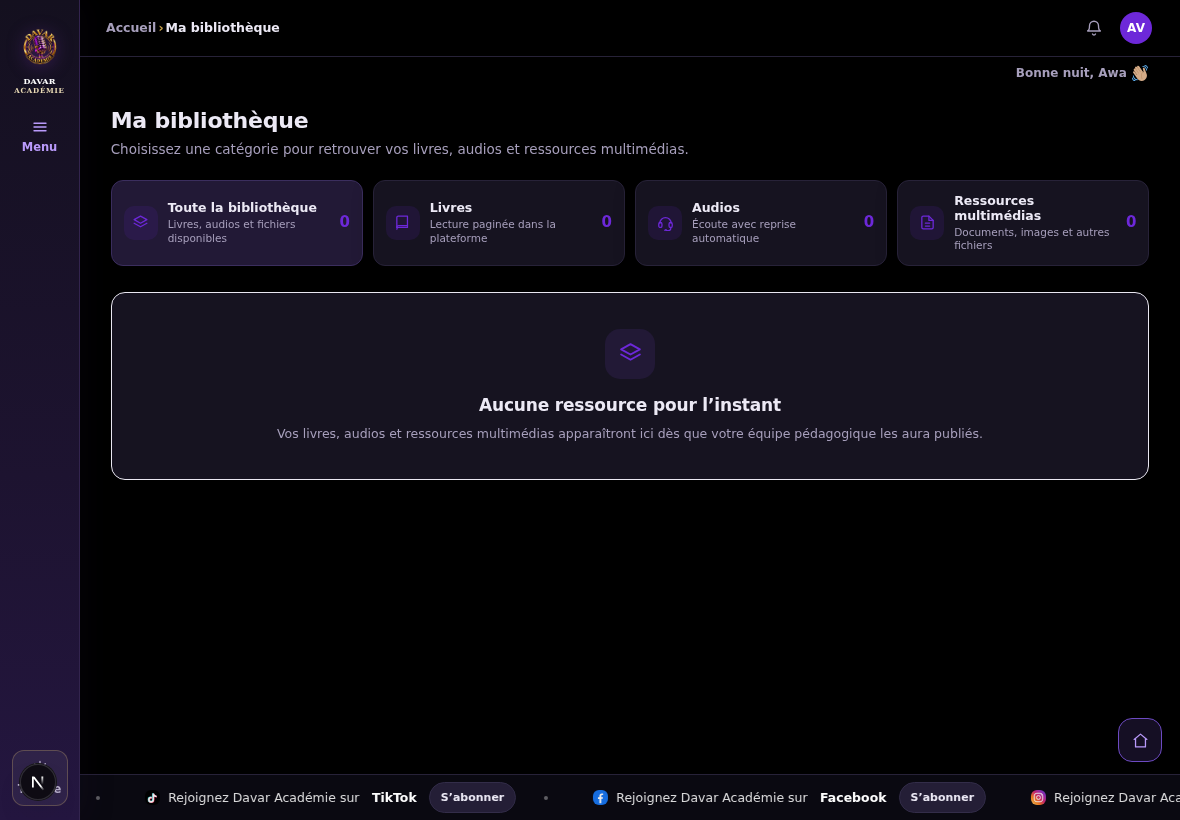 DAVAR
ACADÉMIE
Menu
Accueil › Ma bibliothèque
AV
Bonne nuit, Awa 👋🏽
Ma bibliothèque
Choisissez une catégorie pour retrouver vos livres, audios et ressources multimédias.
Toute la bibliothèque
Livres, audios et fichiers
disponibles
0
Livres
Lecture paginée dans la
plateforme
0
Audios
Écoute avec reprise
automatique
0
Ressources
multimédias
Documents, images et autres
fichiers
0
Aucune ressource pour l’instant
Vos livres, audios et ressources multimédias apparaîtront ici dès que votre équipe pédagogique les aura publiés.
N
• Rejoignez Davar Académie sur TikTok S’abonner • Rejoignez Davar Académie sur Facebook S’abonner Rejoignez Davar Aca